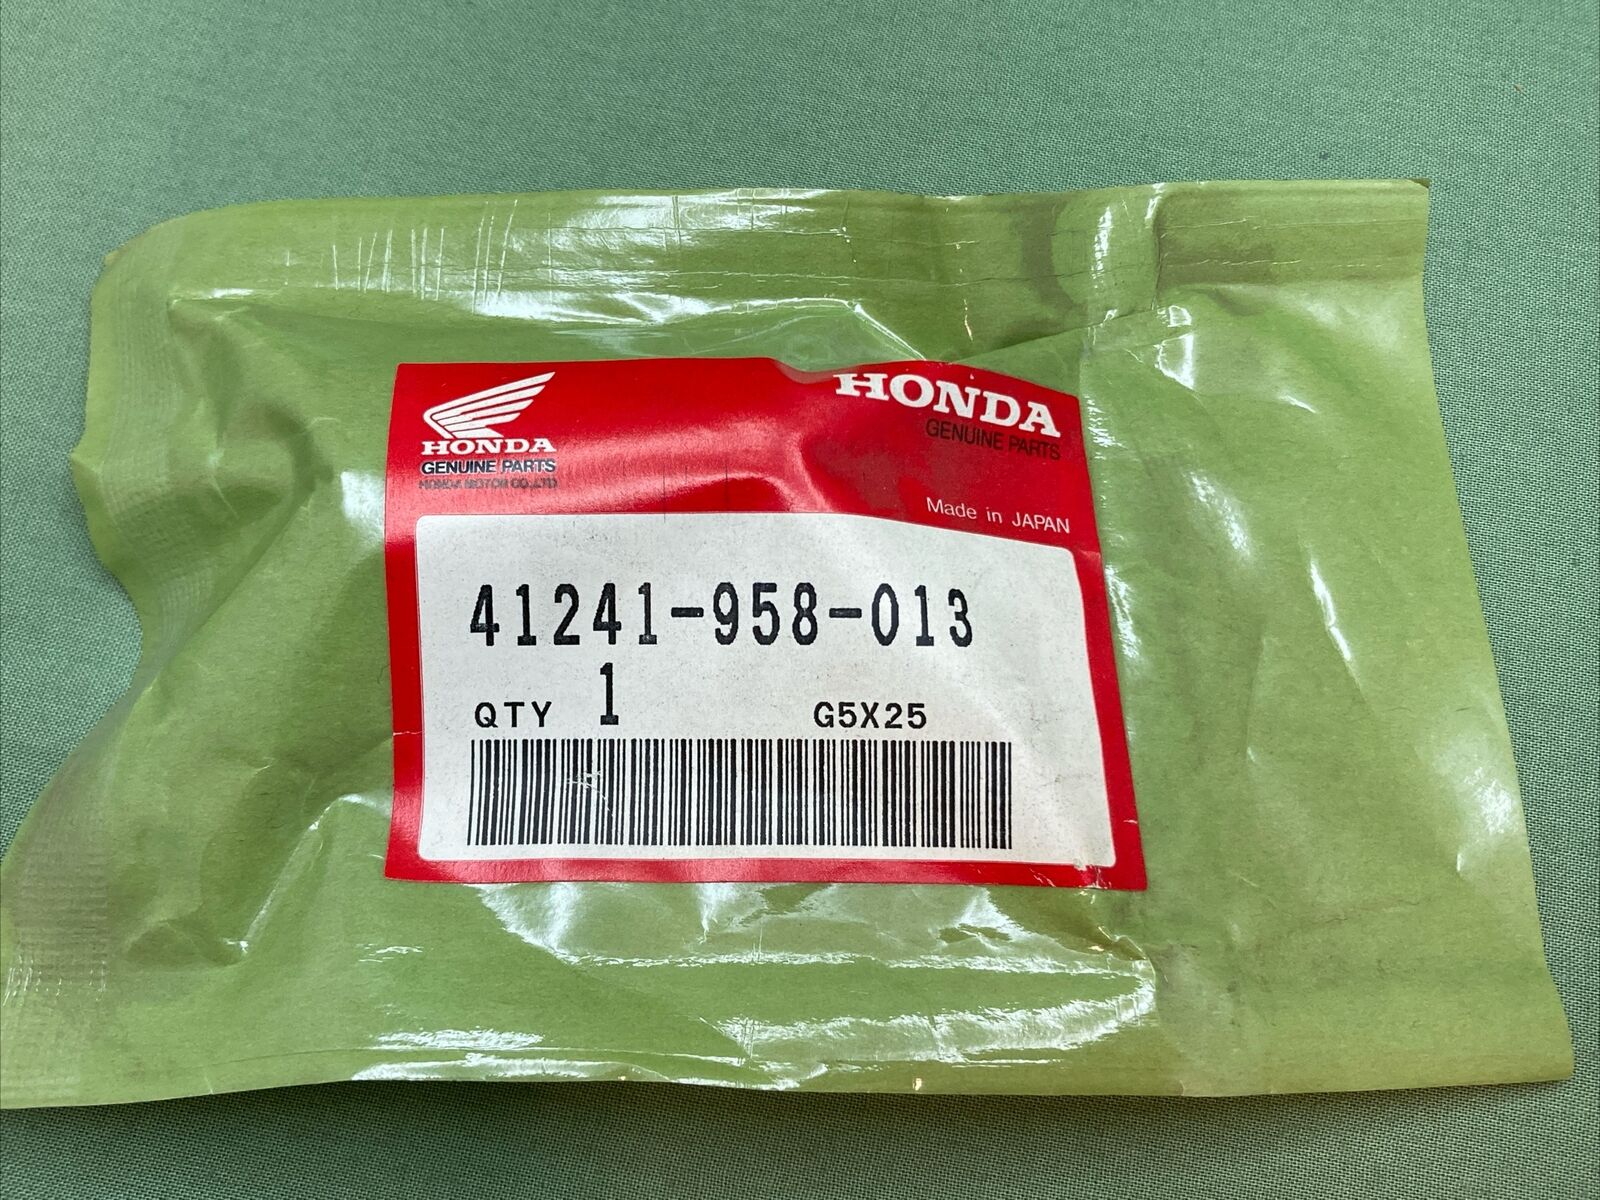 HONDA
GENUINE PARTS
HONDA MOTOR CO.,LTD
HONDA
GENUINE PARTS
Made in JAPAN
41241-958-013
QTY 1 G5X25